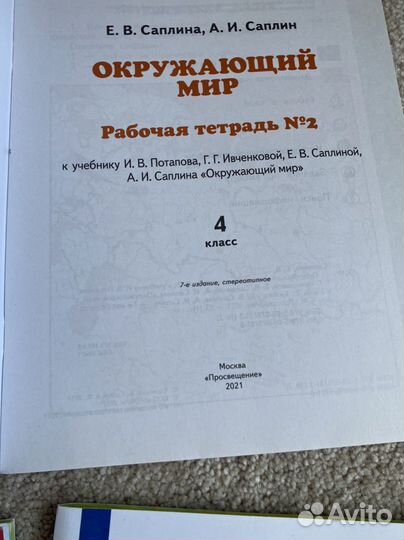 Е. В. Саплина, А. И. Саплин
ОКРУЖАЮЩИЙ
МИР
Рабочая тетрадь №2
к учебнику И. В. Потапова, Г. Г. Ивченковой, Е. В. Саплиной,
А. И. Саплина «Окружающий мир»
4
класс
7-е издание, стереотипное
Москва
«Просвещение»
2021
Avito